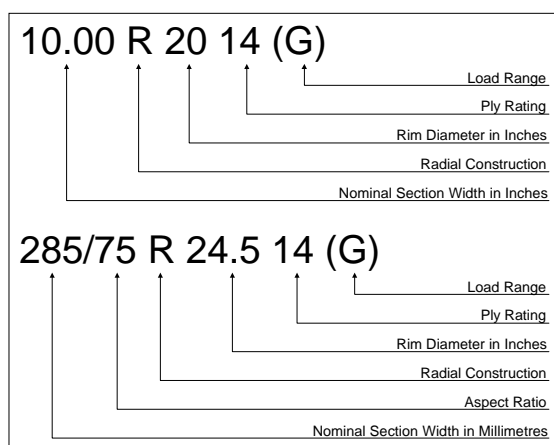 10.00 R 20 14 (G)
Load Range
Ply Rating
Rim Diameter in Inches
Radial Construction
Nominal Section Width in Inches
285/75 R 24.5 14 (G)
Load Range
Ply Rating
Rim Diameter in Inches
Radial Construction
Aspect Ratio
Nominal Section Width in Millimetres